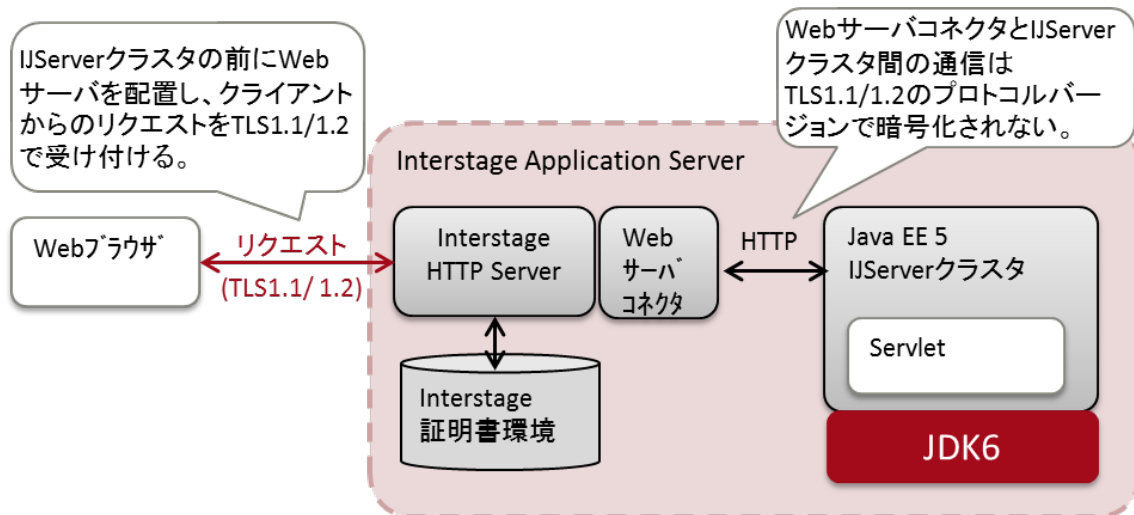 IJServerクラスタの前にWeb
サーバを配置し、クライアント
からのリクエストをTLS1.1/1.2
で受け付ける。
WebサーバコネクタとIJServer
クラスタ間の通信は
TLS1.1/1.2のプロトコルバー
ジョンで暗号化されない。
Interstage Application Server
Webﾌﾞﾗｳｻﾞ
リクエスト
(TLS1.1/ 1.2)
Interstage
HTTP Server
Web
ｻｰﾊﾞ
ｺﾈｸﾀ
HTTP
Java EE 5
IJServerクラスタ
Servlet
Interstage
証明書環境
JDK6